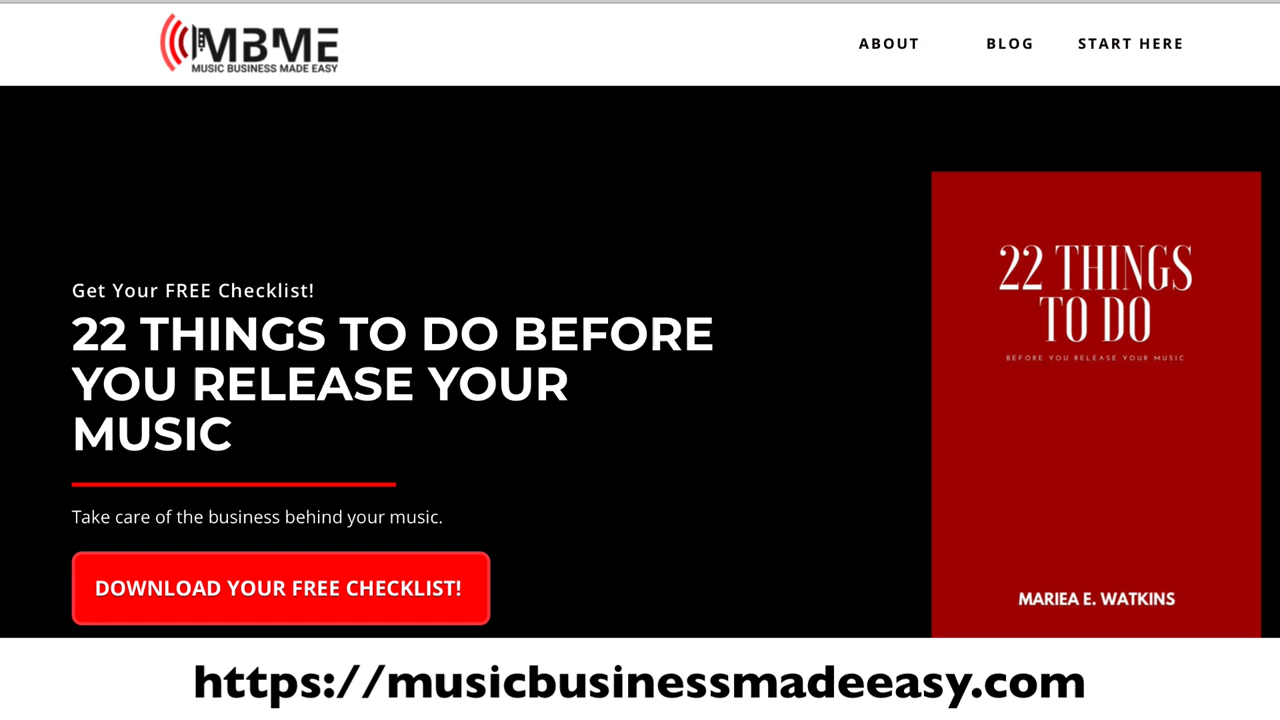 MBME
MUSIC BUSINESS MADE EASY
ABOUT BLOG START HERE
Get Your FREE Checklist!
22 THINGS TO DO BEFORE
YOU RELEASE YOUR
MUSIC
Take care of the business behind your music.
DOWNLOAD YOUR FREE CHECKLIST!
22 THINGS
TO DO
BEFORE YOU RELEASE YOUR MUSIC
MARIEA E. WATKINS
https://musicbusinessmadeeasy.com